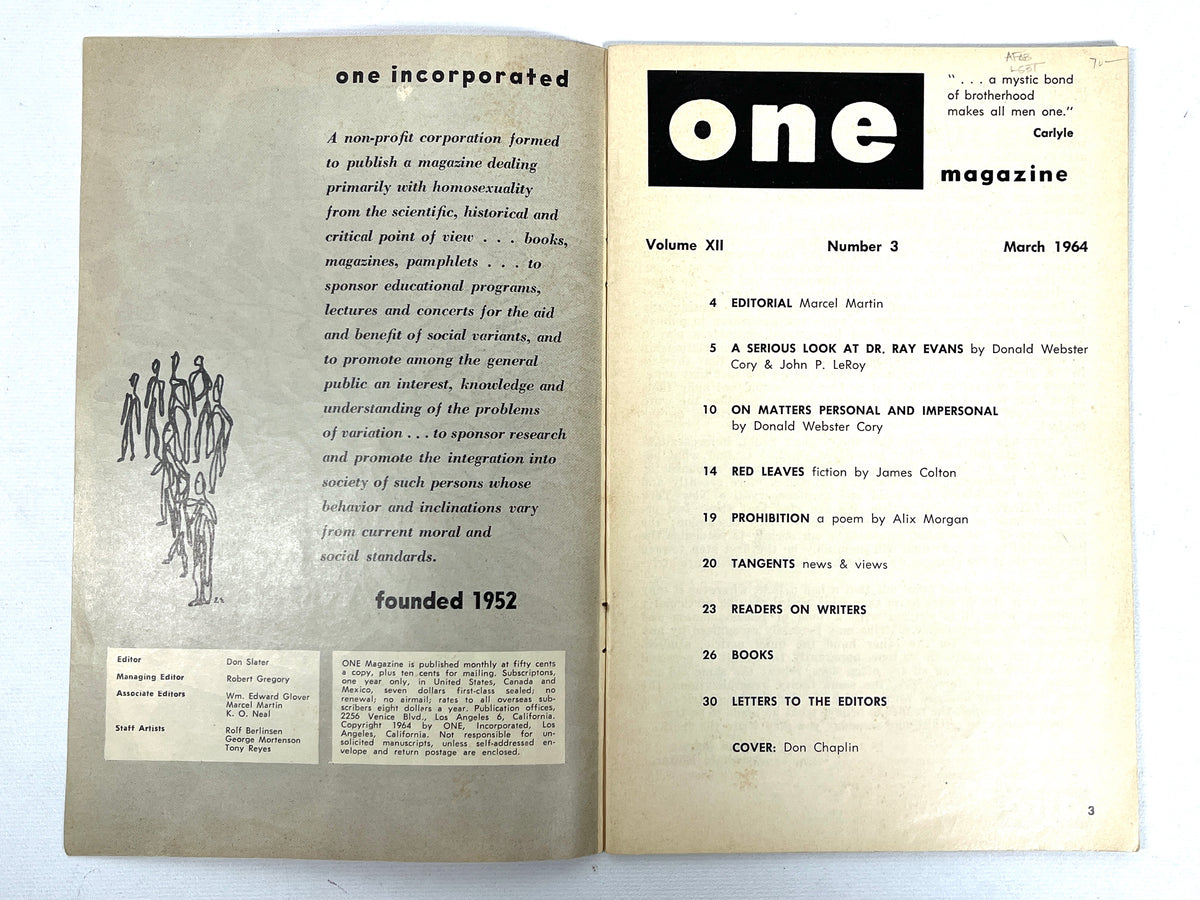 one incorporated
A non-profit corporation formed
to publish a magazine dealing
primarily with homosexuality
from the scientific, historical and
critical point of view . . . books,
magazines, pamphlets . . . to
sponsor educational programs,
lectures and concerts for the aid
and benefit of social variants, and
to promote among the general
public an interest, knowledge and
understanding of the problems
of variation . . . to sponsor research
and promote the integration into
society of such persons whose
behavior and inclinations vary
from current moral and
social standards.
founded 1952
Editor Don Slater
Managing Editor Robert Gregory
Associate Editors Wm. Edward Glover
Marcel Martin
K. O. Neal
Staff Artists Rolf Berlinsen
George Mortenson
Tony Reyes
ONE Magazine is published monthly at fifty cents
a copy, plus ten cents for mailing. Subscriptons,
one year only, in United States, Canada and
Mexico, seven dollars first-class sealed; no
renewal; no airmail; rates to all overseas sub-
scribers eight dollars a year. Publication offices,
2256 Venice Blvd., Los Angeles 6, California.
Copyright 1964 by ONE, Incorporated, Los
Angeles, California. Not responsible for un-
solicited manuscripts, unless self-addressed en-
velope and return postage are enclosed.
one
" . . . a mystic bond
of brotherhood
makes all men one."
Carlyle
magazine
Volume XII Number 3 March 1964
4 EDITORIAL Marcel Martin
5 A SERIOUS LOOK AT DR. RAY EVANS by Donald Webster
Cory & John P. LeRoy
10 ON MATTERS PERSONAL AND IMPERSONAL
by Donald Webster Cory
14 RED LEAVES fiction by James Colton
19 PROHIBITION a poem by Alix Morgan
20 TANGENTS news & views
23 READERS ON WRITERS
26 BOOKS
30 LETTERS TO THE EDITORS
COVER: Don Chaplin
3